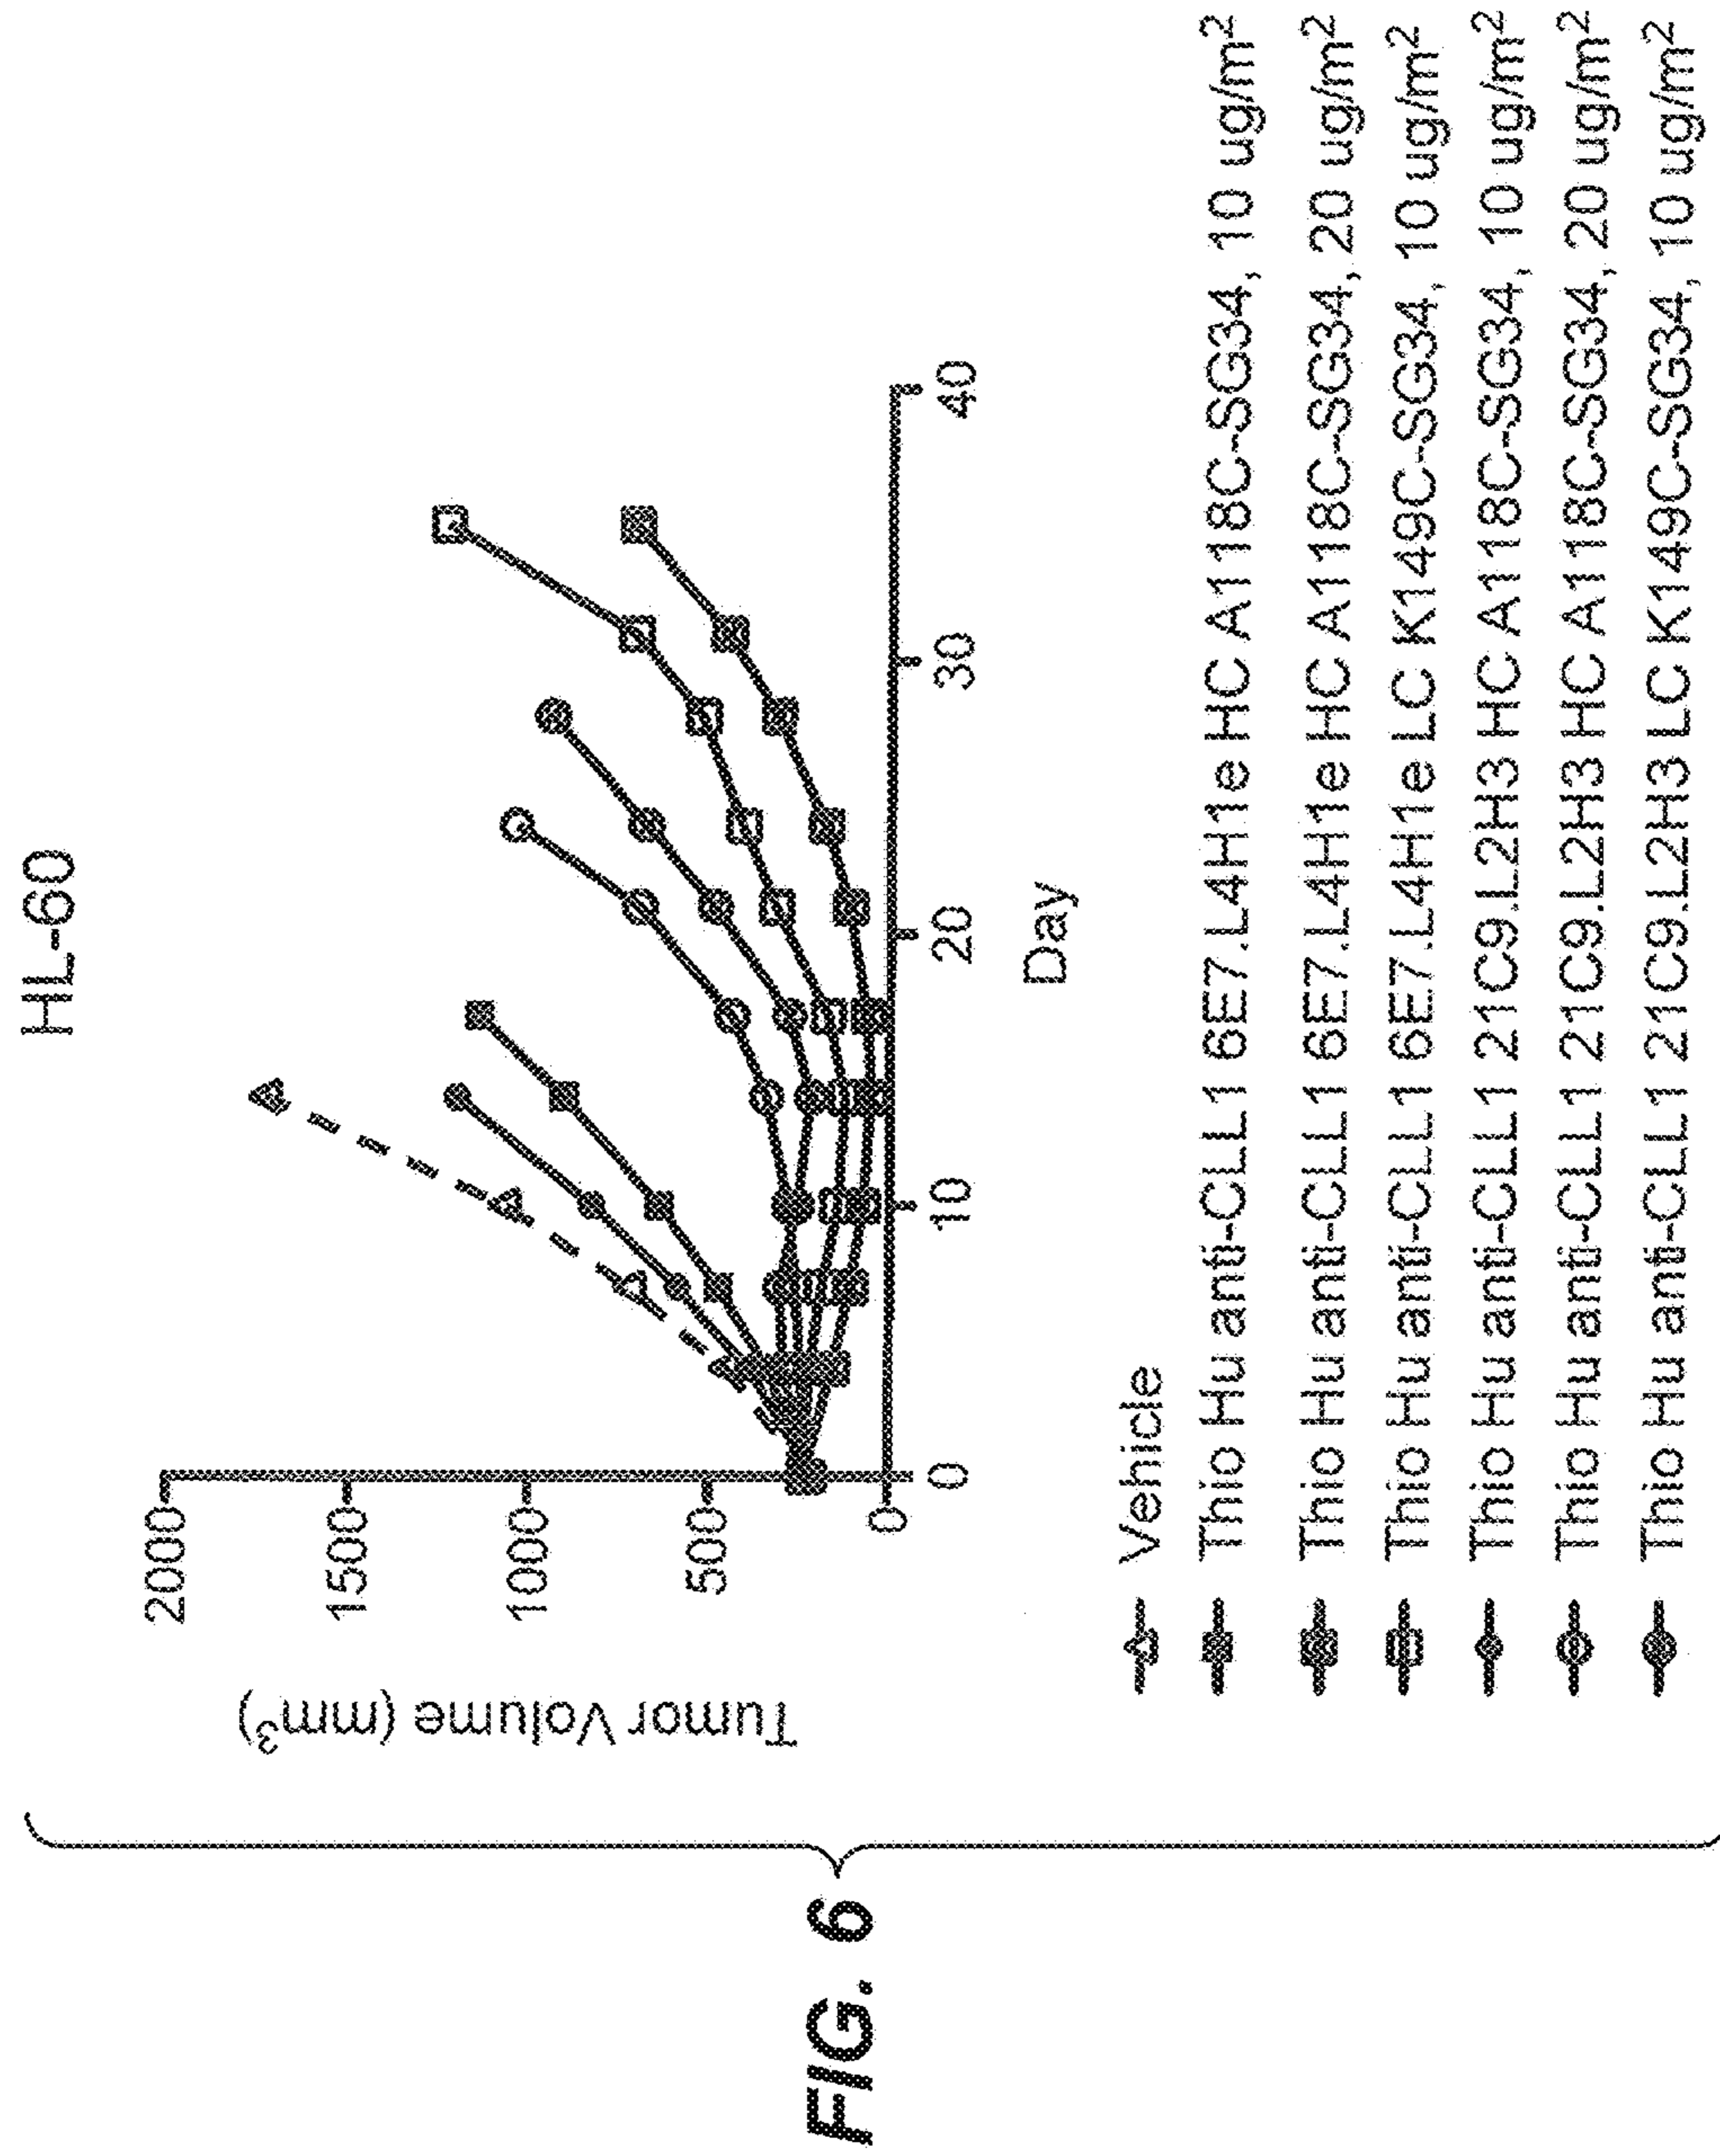 HL-60
Tumor Volume (mm³)
2000
1500
1000
500
0
0
10
20
30
40
Day
Vehicle
Thio Hu anti-CLL1 6E7.L4H1e HC A118C-SG34, 10 ug/m²
Thio Hu anti-CLL1 6E7.L4H1e HC A118C-SG34, 20 ug/m²
Thio Hu anti-CLL1 6E7.L4H1e LC K149C-SG34, 10 ug/m²
Thio Hu anti-CLL1 21C9.L2H3 HC A118C-SG34, 10 ug/m²
Thio Hu anti-CLL1 21C9.L2H3 HC A118C-SG34, 20 ug/m²
Thio Hu anti-CLL1 21C9.L2H3 LC K149C-SG34, 10 ug/m²
FIG. 6